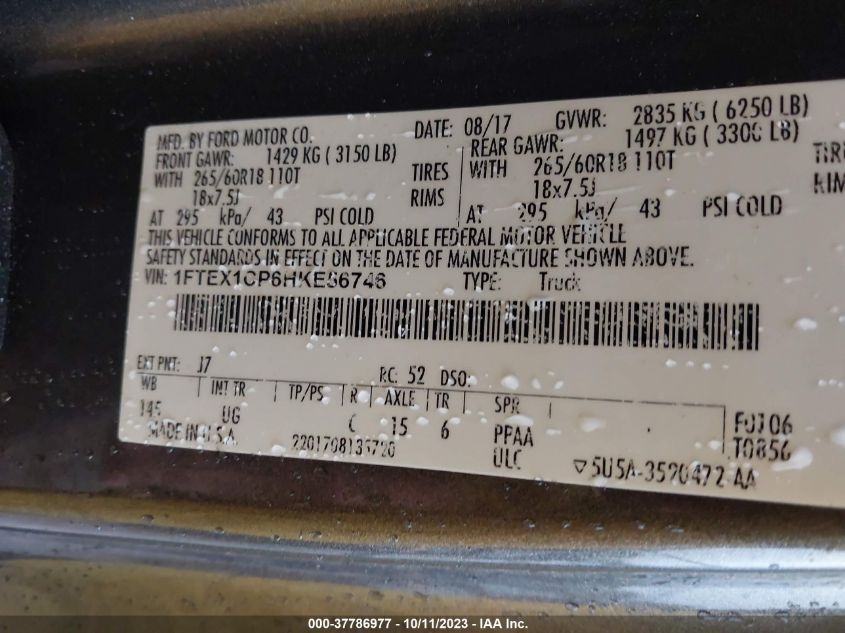 MFD. BY FORD MOTOR CO.
DATE: 08/17 GVWR: 2835 KG ( 6250 LB)
FRONT GAWR: 1429 KG ( 3150 LB) REAR GAWR: 1497 KG ( 3300 LB)
WITH 265/60R18 110T TIRES WITH 265/60R18 110T
18x7.5J RIMS 18x7.5J
AT 295 kPa/ 43 PSI COLD AT 295 kPa/ 43 PSI COLD
THIS VEHICLE CONFORMS TO ALL APPLICABLE FEDERAL MOTOR VEHICLE
SAFETY STANDARDS IN EFFECT ON THE DATE OF MANUFACTURE SHOWN ABOVE.
VIN: 1FTEX1CP6HKE56746 TYPE: Truck
EXT PNT: J7 RC: 52 DSO:
WB INT TR TP/PS R AXLE TR SPR
145 UG C 15 6 PFAA
F0106
MADE IN U.S.A. ULC
T0856
▽5U5A-3520472-AA
000-37786977 - 10/11/2023 - IAA Inc.